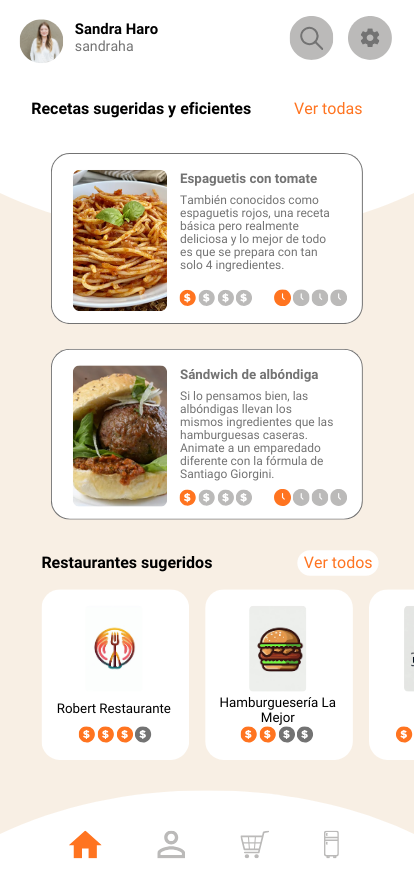 Sandra Haro
sandraha
Recetas sugeridas y eficientes
Ver todas
Espaguetis con tomate
También conocidos como
espaguetis rojos, una receta
básica pero realmente
deliciosa y lo mejor de todo
es que se prepara con tan
solo 4 ingredientes.
$ $ $ $
Sándwich de albóndiga
Si lo pensamos bien, las
albóndigas llevan los
mismos ingredientes que las
hamburguesas caseras.
Animate a un emparedado
diferente con la fórmula de
Santiago Giorgini.
$ $ $ $
Restaurantes sugeridos
Ver todos
Robert Restaurante
$ $ $ $
Hamburguesería La
Mejor
$ $ $ $
$